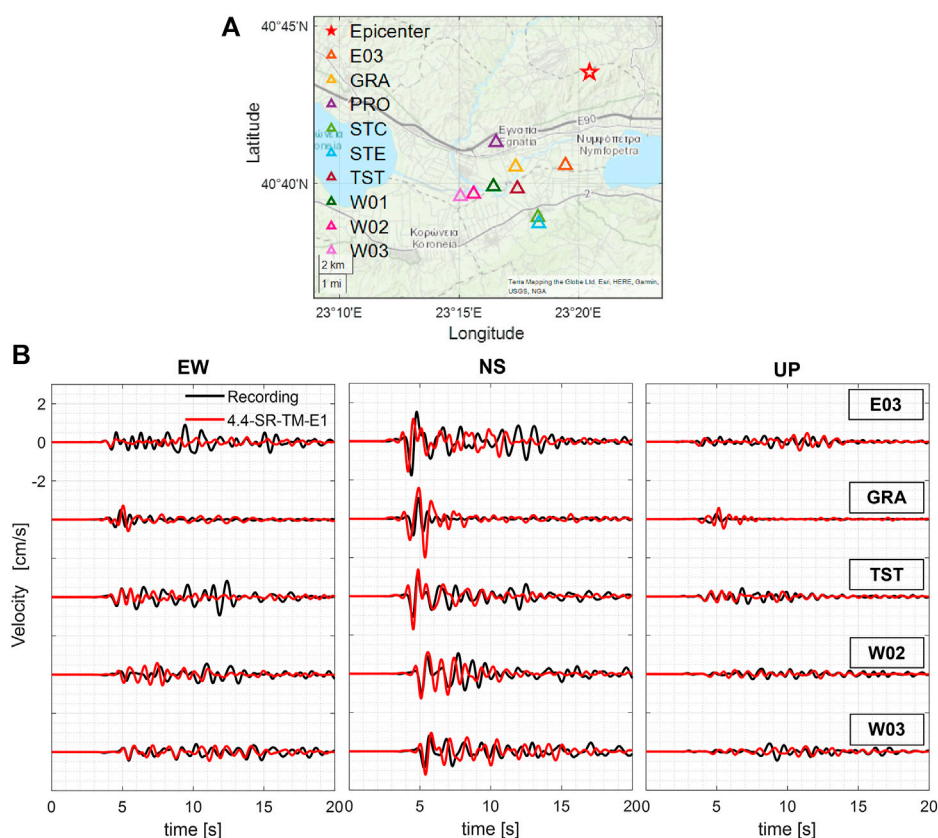 A
40°45'N
Latitude
40°40'N
Epicenter
E03
GRA
PRO
STC
STE
TST
W01
W02
W03
2 km
1 mi
Εγνατία
Egnatia
E90
Νυμφόπετρα
Nymfopetra
2
Κορώνεια
Koroneia
Terra Mapping the Globe Ltd, Esri, HERE, Garmin,
USGS, NGA
23°10'E
23°15'E
23°20'E
Longitude
B
EW
NS
UP
Recording
4.4-SR-TM-E1
E03
GRA
TST
W02
W03
2
0
-2
Velocity [cm/s]
0 5 10 15 20
0 5 10 15 20
0 5 10 15 20
time [s]
time [s]
time [s]